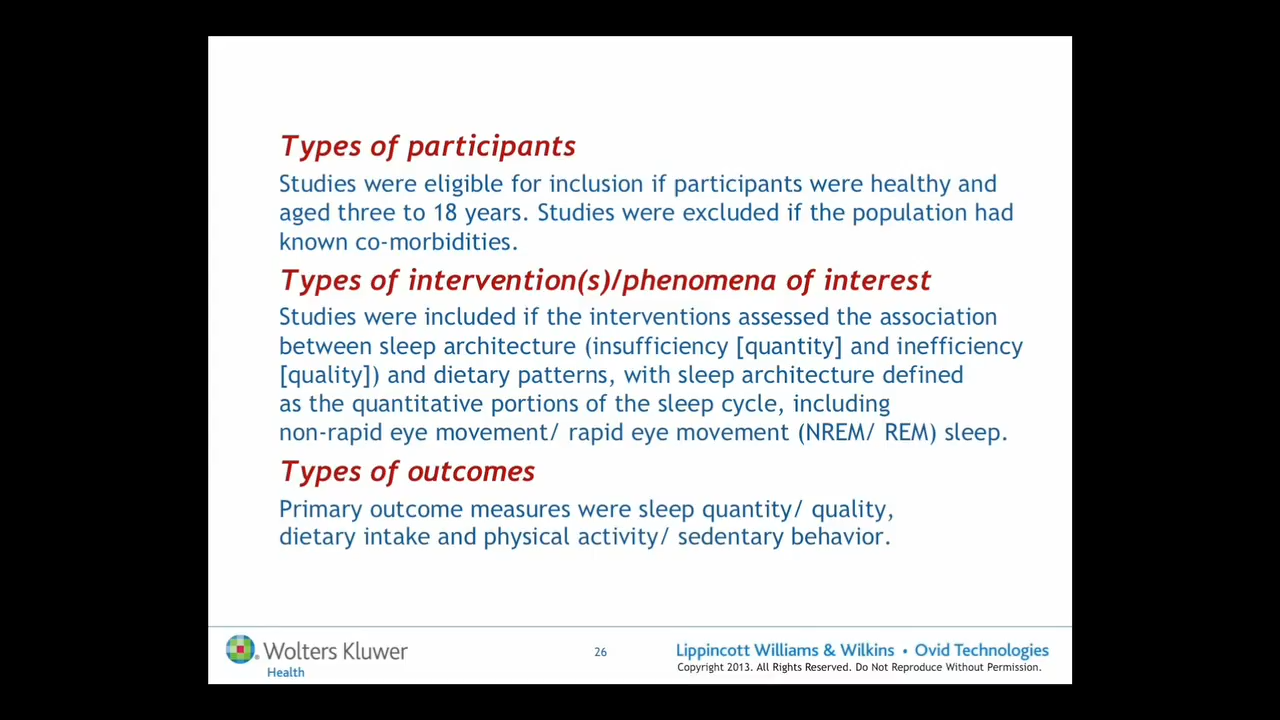 Types of participants
Studies were eligible for inclusion if participants were healthy and
aged three to 18 years. Studies were excluded if the population had
known co-morbidities.
Types of intervention(s)/phenomena of interest
Studies were included if the interventions assessed the association
between sleep architecture (insufficiency [quantity] and inefficiency
[quality]) and dietary patterns, with sleep architecture defined
as the quantitative portions of the sleep cycle, including
non-rapid eye movement/ rapid eye movement (NREM/ REM) sleep.
Types of outcomes
Primary outcome measures were sleep quantity/ quality,
dietary intake and physical activity/ sedentary behavior.
Wolters Kluwer
Health
26
Lippincott Williams & Wilkins • Ovid Technologies
Copyright 2013. All Rights Reserved. Do Not Reproduce Without Permission.